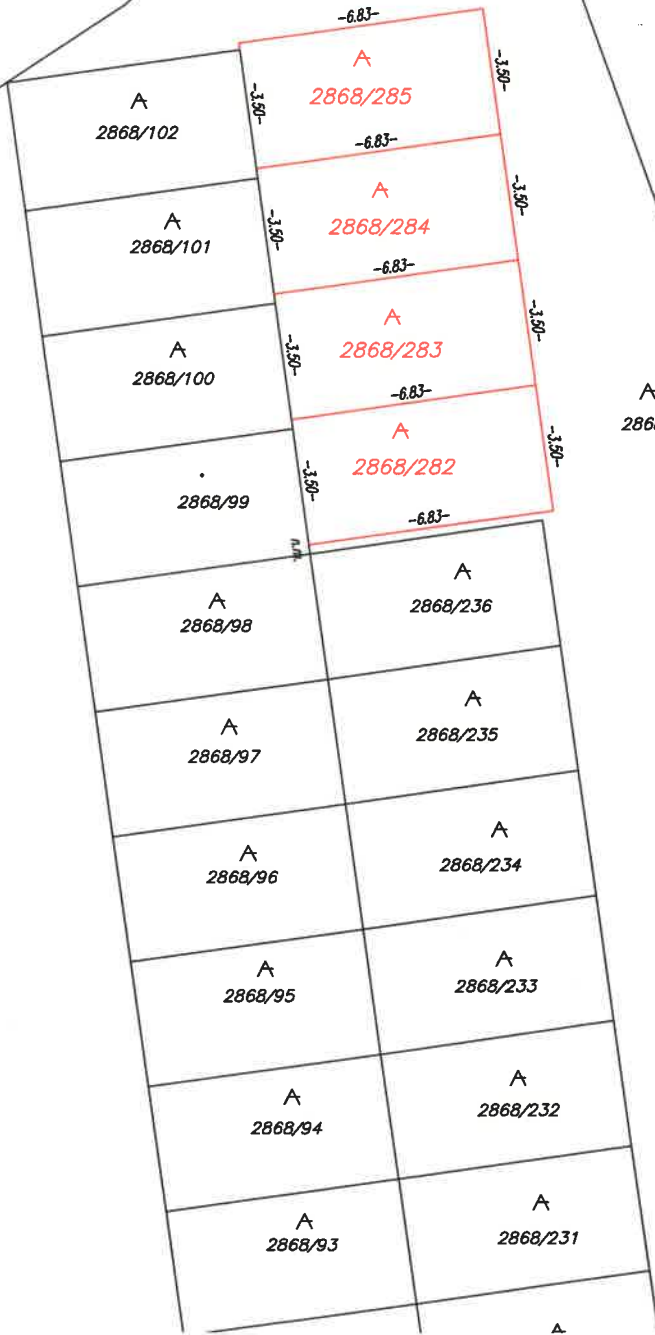 -6.83-
A
2868/285
-3.50-
-3.50-
A
2868/102
-6.83-
A
2868/284
-3.50-
-3.50-
A
2868/101
-6.83-
A
2868/283
-3.50-
-3.50-
A
2868/100
-6.83-
A
2868/282
-3.50-
-3.50-
A
2868/99
-6.83-
n.m.
A
2868/236
A
2868/98
A
2868/235
A
2868/97
A
2868/234
A
2868/96
A
2868/233
A
2868/95
A
2868/232
A
2868/94
A
2868/231
A
2868/93
A